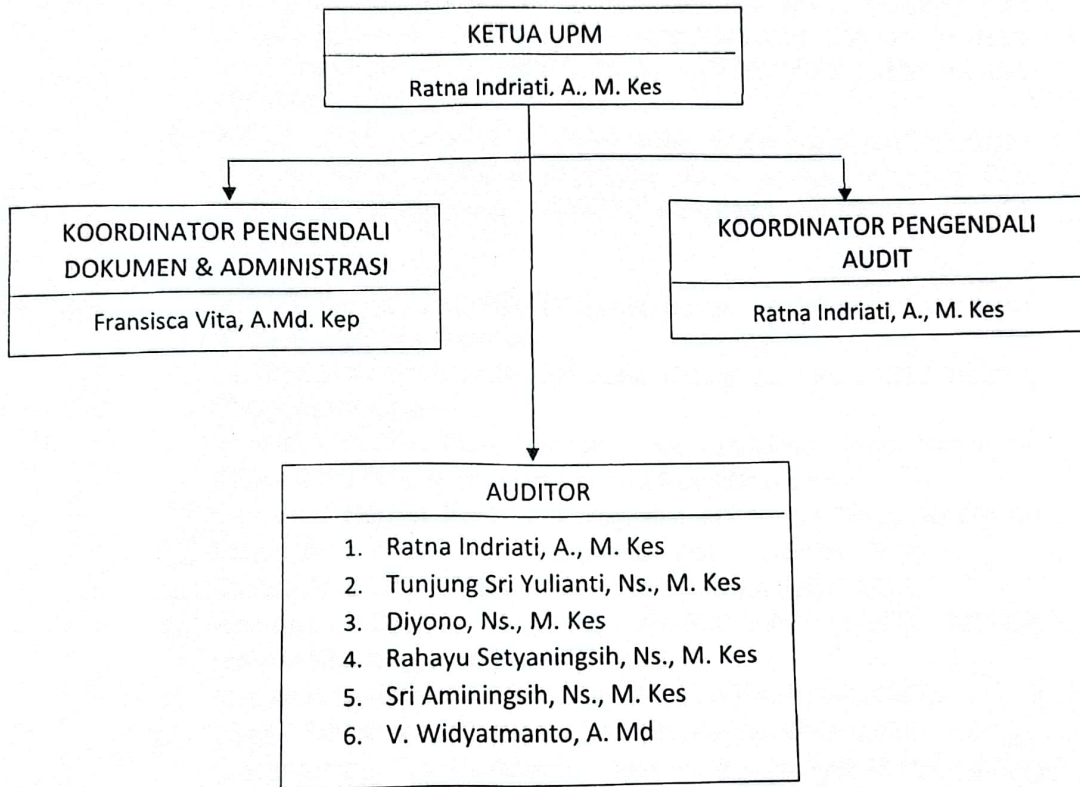 KETUA UPM
Ratna Indriati, A., M. Kes
KOORDINATOR PENGENDALI
DOKUMEN & ADMINISTRASI
Fransisca Vita, A.Md. Kep
KOORDINATOR PENGENDALI
AUDIT
Ratna Indriati, A., M. Kes
AUDITOR
1. Ratna Indriati, A., M. Kes
2. Tunjung Sri Yulianti, Ns., M. Kes
3. Diyono, Ns., M. Kes
4. Rahayu Setyaningsih, Ns., M. Kes
5. Sri Aminingsih, Ns., M. Kes
6. V. Widyatmanto, A. Md